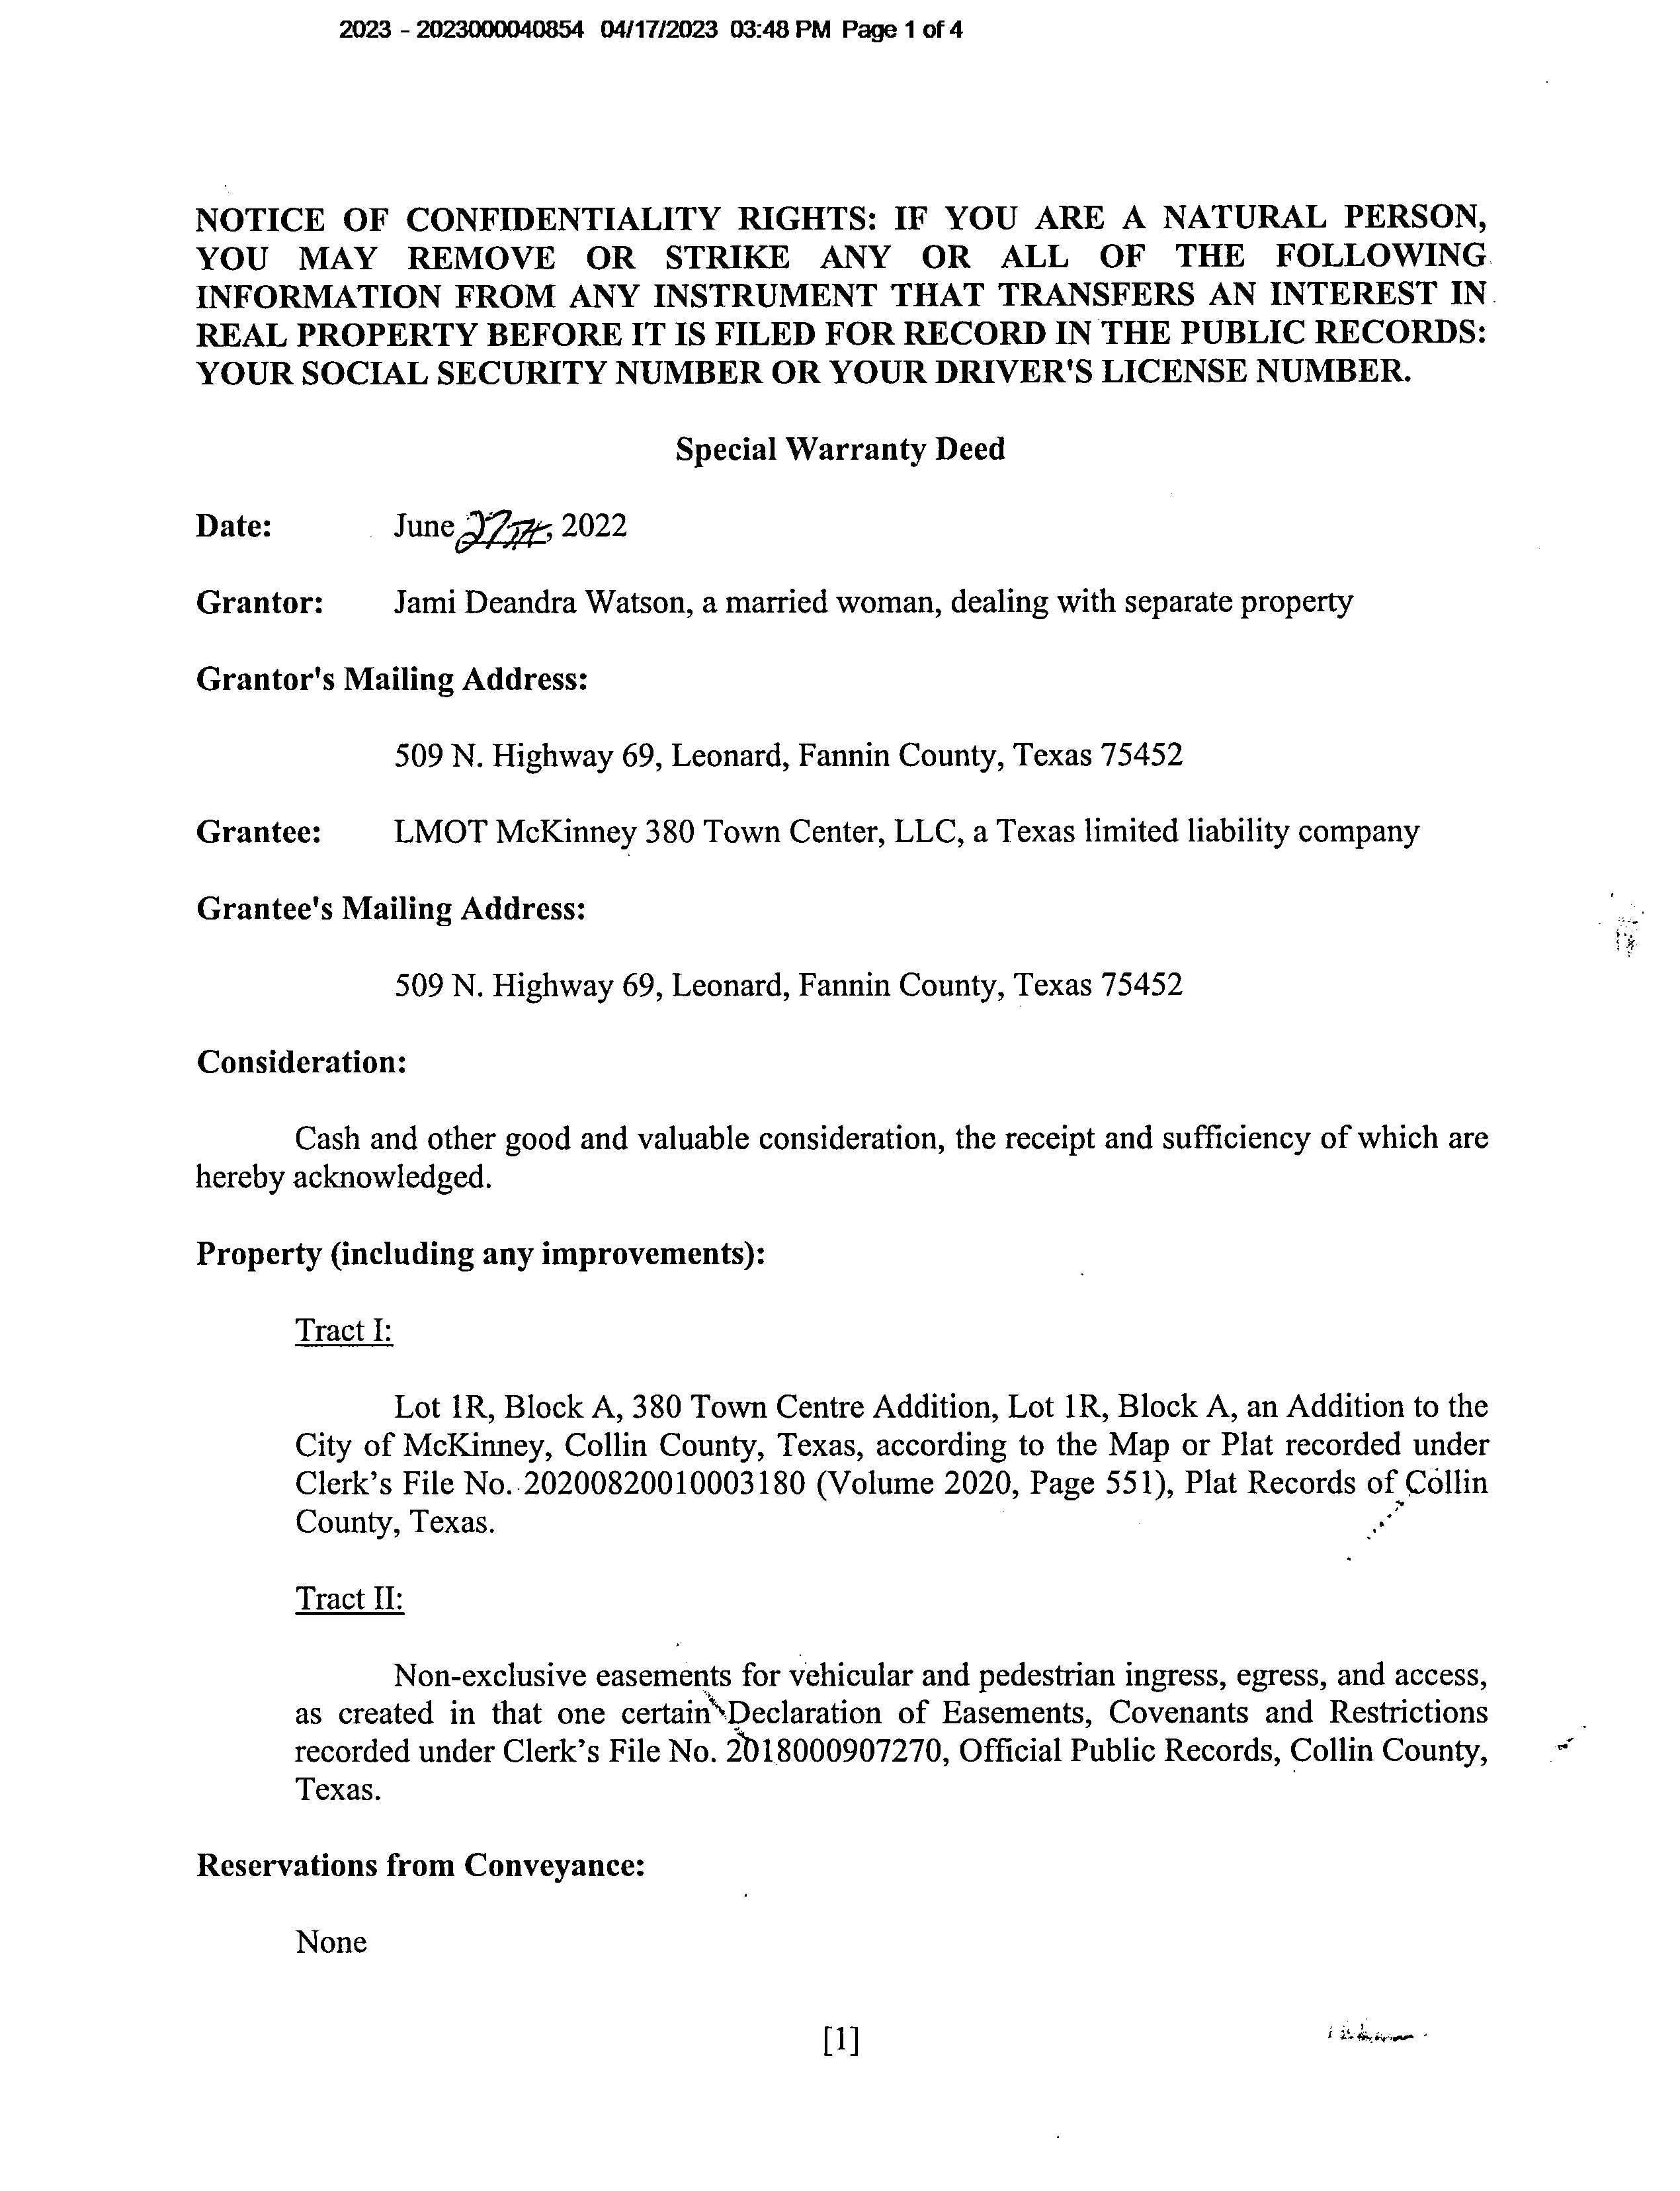 2023 - 2023000040854 04/17/2023 03:48 PM Page 1 of 4
NOTICE OF CONFIDENTIALITY RIGHTS: IF YOU ARE A NATURAL PERSON,
YOU MAY REMOVE OR STRIKE ANY OR ALL OF THE FOLLOWING
INFORMATION FROM ANY INSTRUMENT THAT TRANSFERS AN INTEREST IN
REAL PROPERTY BEFORE IT IS FILED FOR RECORD IN THE PUBLIC RECORDS:
YOUR SOCIAL SECURITY NUMBER OR YOUR DRIVER'S LICENSE NUMBER.
Special Warranty Deed
Date: June 27th, 2022
Grantor: Jami Deandra Watson, a married woman, dealing with separate property
Grantor's Mailing Address:
509 N. Highway 69, Leonard, Fannin County, Texas 75452
Grantee: LMOT McKinney 380 Town Center, LLC, a Texas limited liability company
Grantee's Mailing Address:
509 N. Highway 69, Leonard, Fannin County, Texas 75452
Consideration:
Cash and other good and valuable consideration, the receipt and sufficiency of which are
hereby acknowledged.
Property (including any improvements):
Tract I:
Lot 1R, Block A, 380 Town Centre Addition, Lot 1R, Block A, an Addition to the
City of McKinney, Collin County, Texas, according to the Map or Plat recorded under
Clerk's File No. 20200820010003180 (Volume 2020, Page 551), Plat Records of Collin
County, Texas.
Tract II:
Non-exclusive easements for vehicular and pedestrian ingress, egress, and access,
as created in that one certain Declaration of Easements, Covenants and Restrictions
recorded under Clerk's File No. 2018000907270, Official Public Records, Collin County,
Texas.
Reservations from Conveyance:
None
[1]